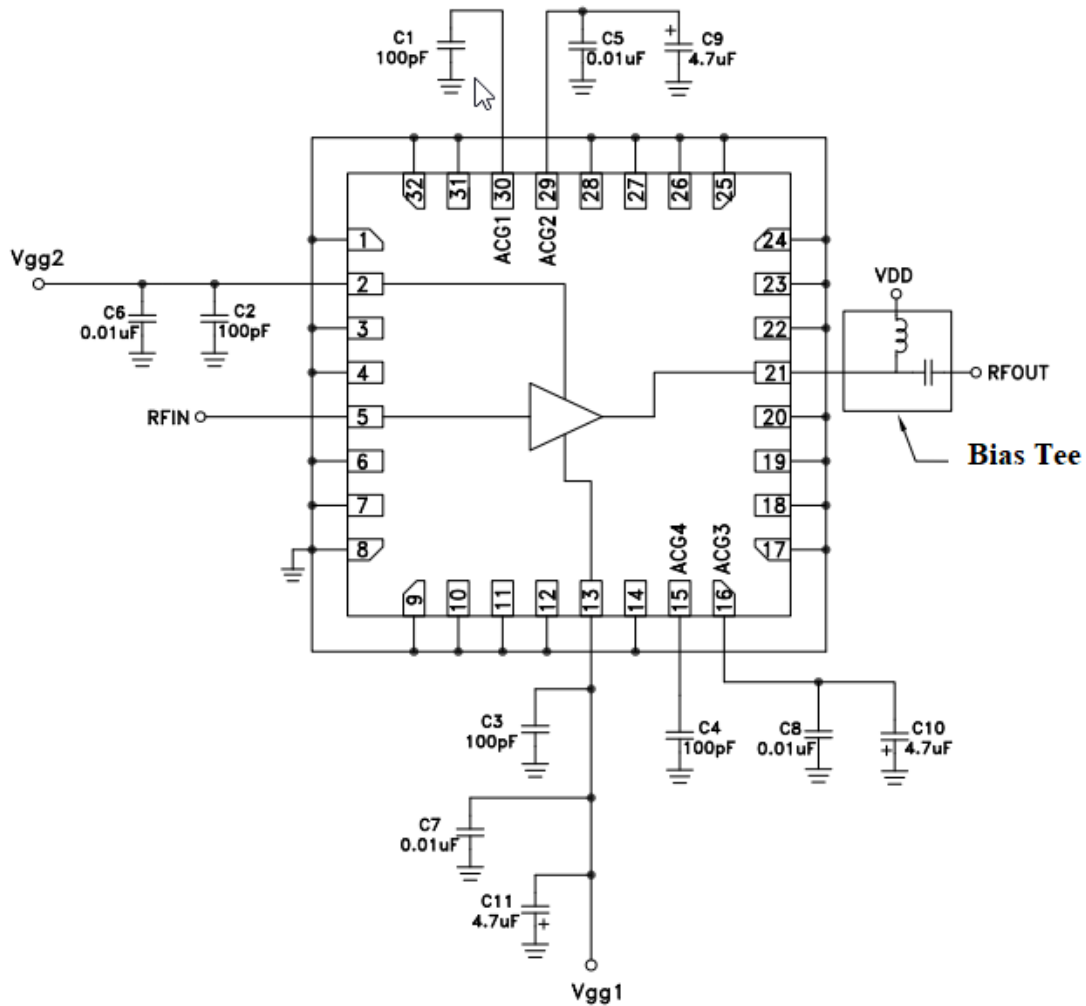 C1
100pF
C5
0.01uF
C9
+
4.7uF
32
31
30
29
28
27
26
25
ACG1
ACG2
1
24
Vgg2
2
23
VDD
C6
0.01uF
C2
100pF
3
22
4
21
RFOUT
RFIN
5
20
Bias Tee
6
19
7
18
8
17
ACG4
ACG3
9
10
11
12
13
14
15
16
C3
100pF
C4
100pF
C8
0.01uF
C10
+
4.7uF
C7
0.01uF
C11
4.7uF
+
Vgg1